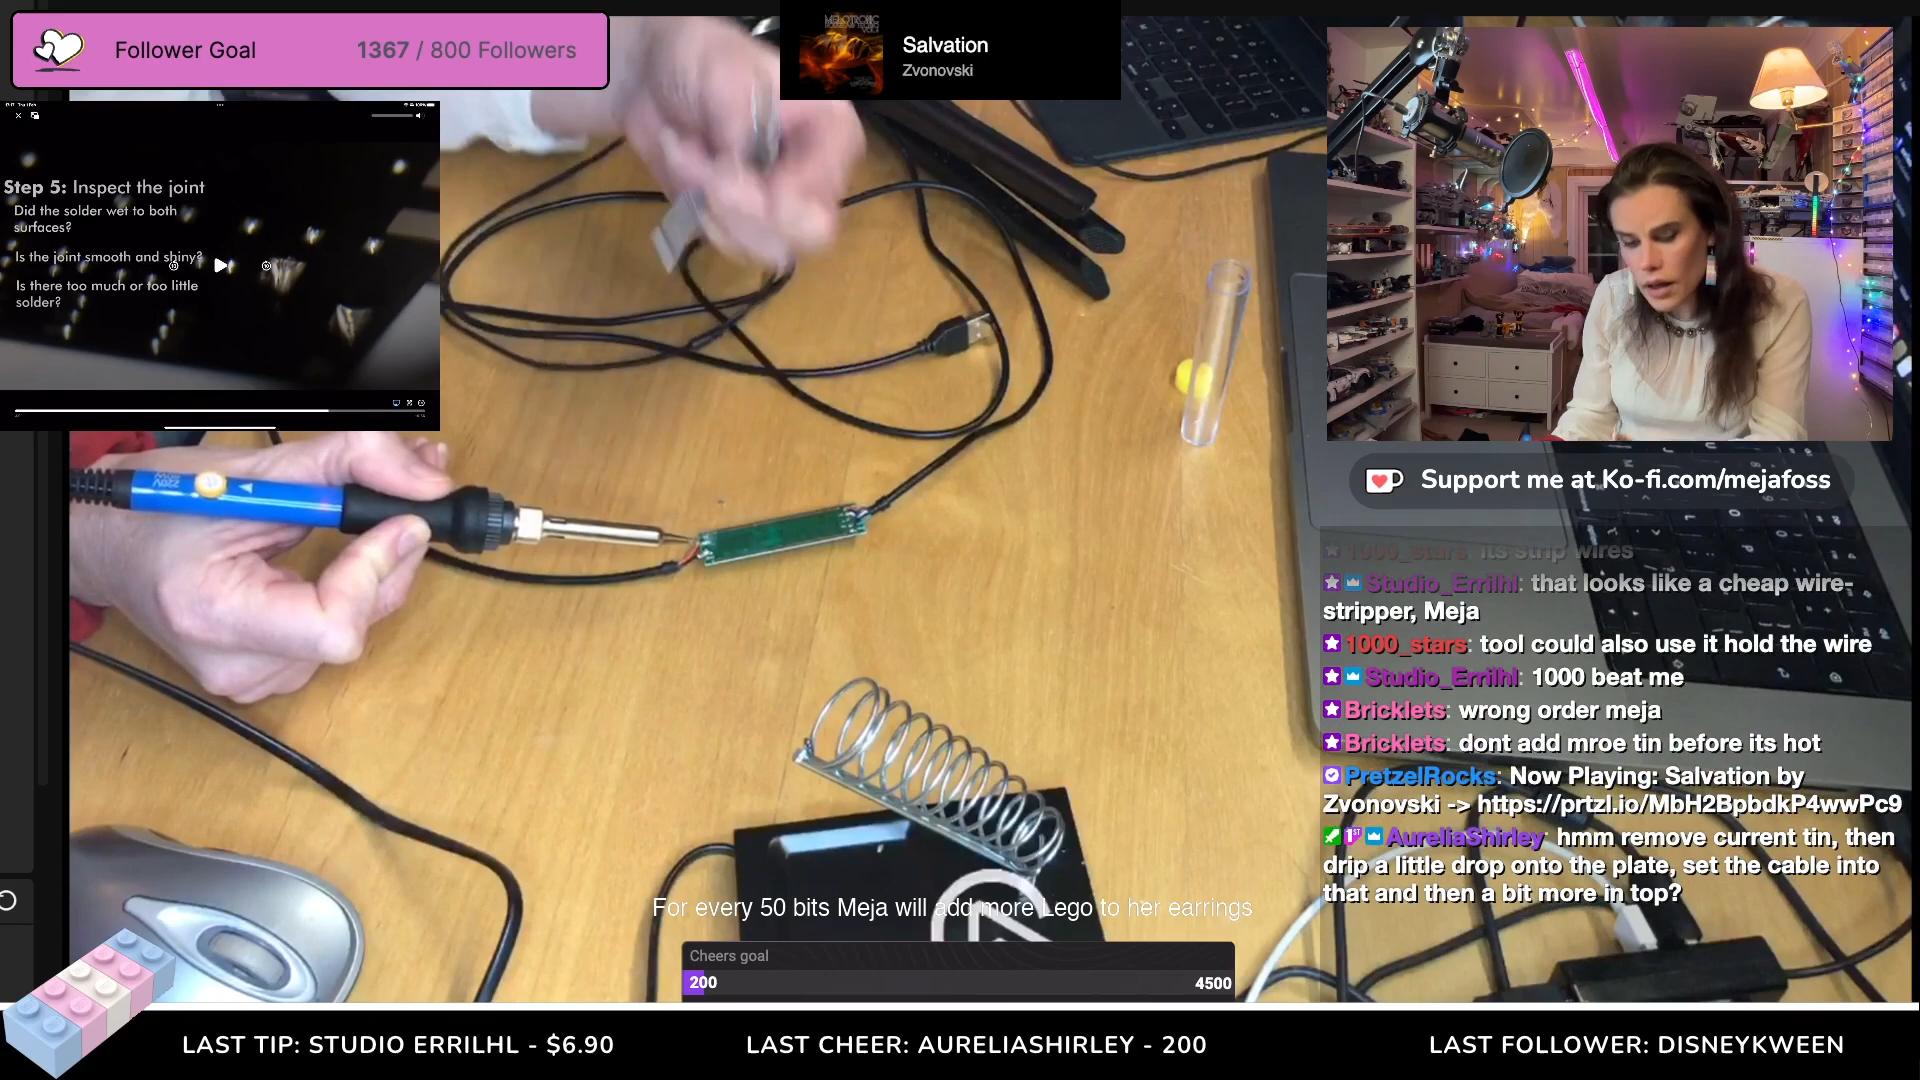 Follower Goal
1367 / 800 Followers
Salvation
Zvonovski
Step 5: Inspect the joint
Did the solder wet to both
surfaces?
Is the joint smooth and shiny?
Is there too much or too little
solder?
Support me at Ko-fi.com/mejafoss
1000_stars: its strip wires
Studio_Errilhl: that looks like a cheap wire-
stripper, Meja
1000_stars: tool could also use it hold the wire
Studio_Errilhl: 1000 beat me
Bricklets: wrong order meja
Bricklets: dont add mroe tin before its hot
PretzelRocks: Now Playing: Salvation by
Zvonovski -> https://prtzl.io/MbH2BpbdkP4wwPc9
1ST AureliaShirley hmm remove current tin, then
drip a little drop onto the plate, set the cable into
that and then a bit more in top?
For every 50 bits Meja will add more Lego to her earrings
Cheers goal
200
4500
LAST TIP: STUDIO ERRILHL - $6.90
LAST CHEER: AURELIASHIRLEY - 200
LAST FOLLOWER: DISNEYKWEEN